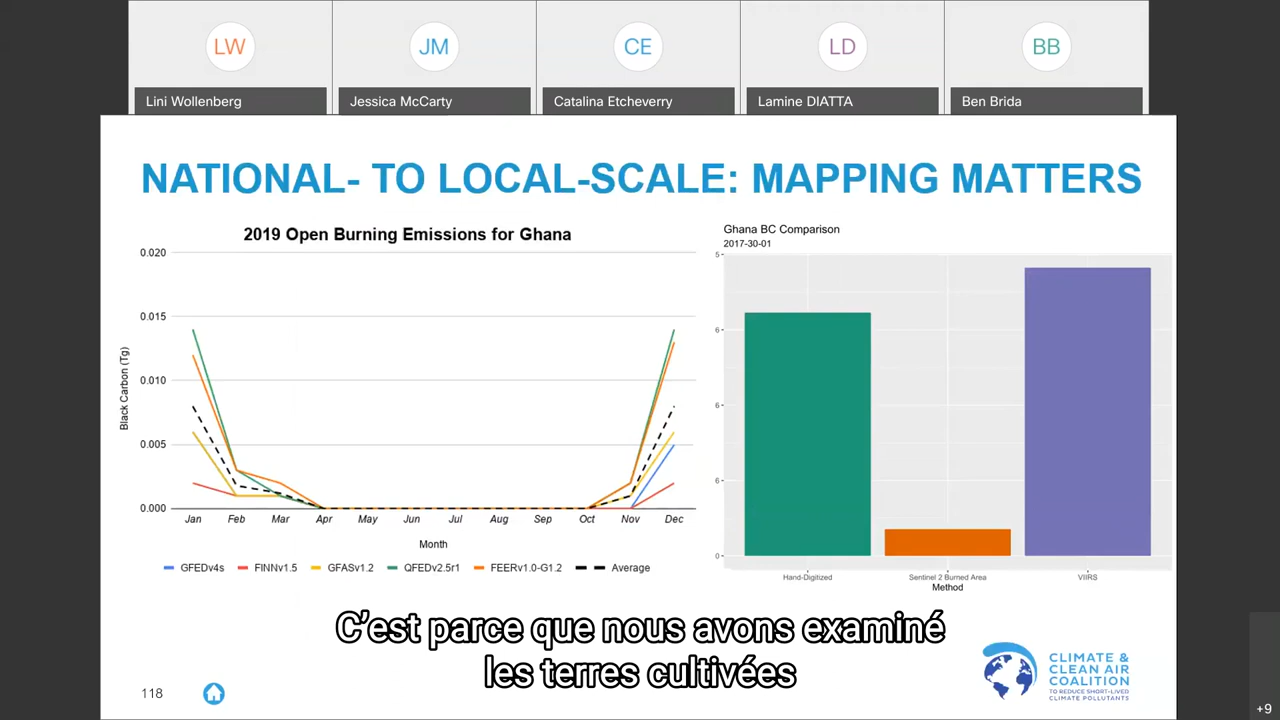 LW
JM
CE
LD
BB
Lini Wollenberg
Jessica McCarty
Catalina Etcheverry
Lamine DIATTA
Ben Brida
NATIONAL- TO LOCAL-SCALE: MAPPING MATTERS
2019 Open Burning Emissions for Ghana
0.020
0.015
0.010
0.005
0.000
Black Carbon (Tg)
Jan Feb Mar Apr May Jun Jul Aug Sep Oct Nov Dec
Month
GFEDv4s FINNv1.5 GFASv1.2 QFEDv2.5r1 FEERv1.0-G1.2 Average
Ghana BC Comparison
2017-30-01
5
6
6
6
0
Hand-Digitized Sentinel 2 Burned Area VIIRS
Method
C'est parce que nous avons examiné
les terres cultivées
118
CLIMATE &
CLEAN AIR
COALITION
TO REDUCE SHORT-LIVED
CLIMATE POLLUTANTS
+9